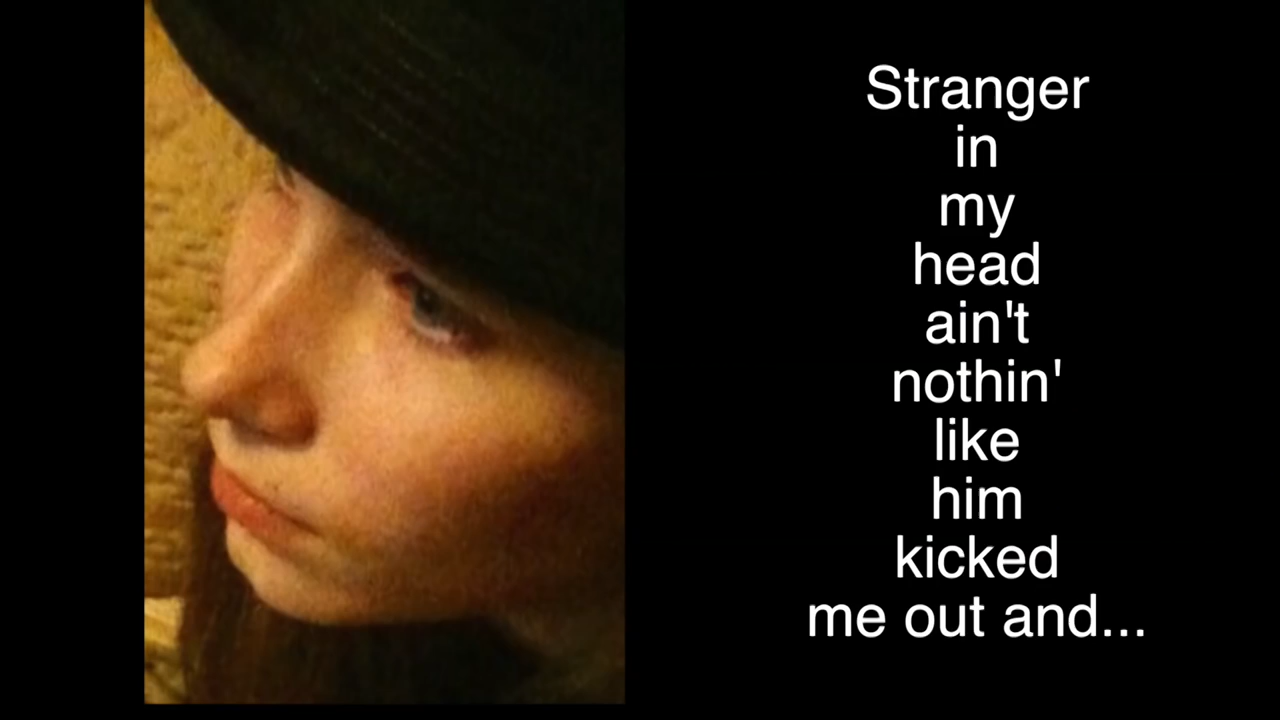 Stranger
in
my
head
ain't
nothin'
like
him
kicked
me out and...